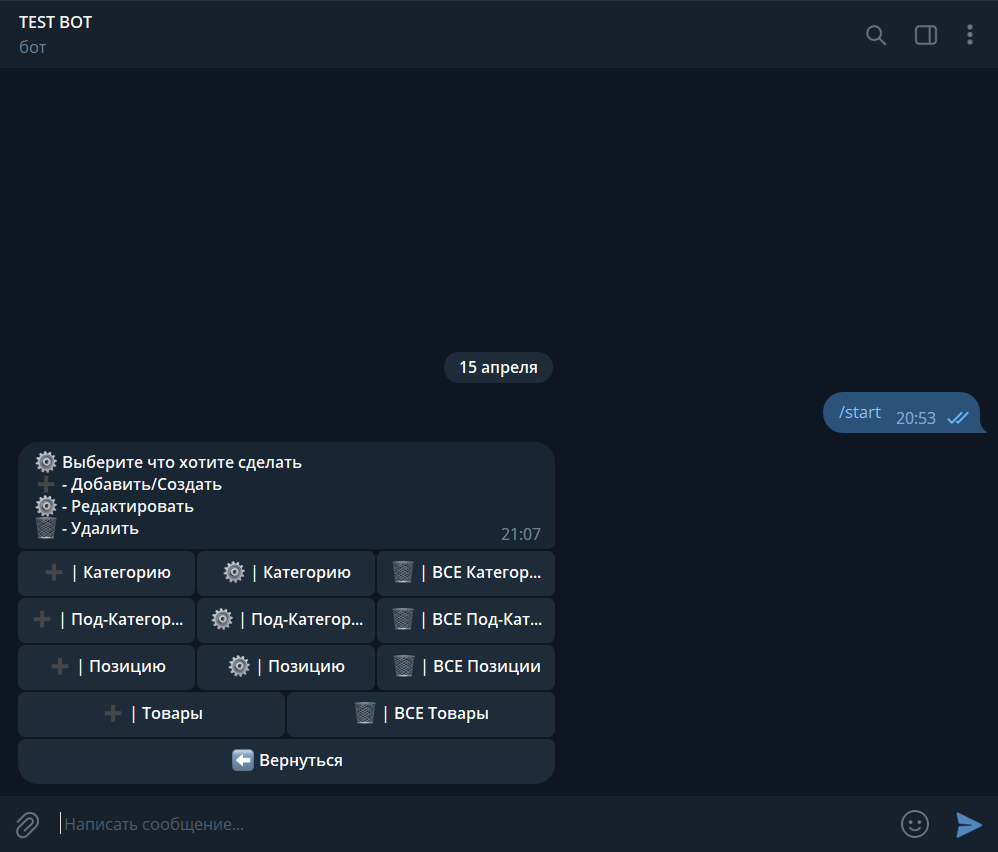 TEST BOT
бот
15 апреля
/start 20:53
⚙️ Выберите что хотите сделать
➕ - Добавить/Создать
⚙️ - Редактировать
🗑 - Удалить
21:07
➕ | Категорию ⚙️ | Категорию 🗑 | ВСЕ Категор...
➕ | Под-Категор... ⚙️ | Под-Категор... 🗑 | ВСЕ Под-Кат...
➕ | Позицию ⚙️ | Позицию 🗑 | ВСЕ Позиции
➕ | Товары 🗑 | ВСЕ Товары
⬅️ Вернуться
Написать сообщение...